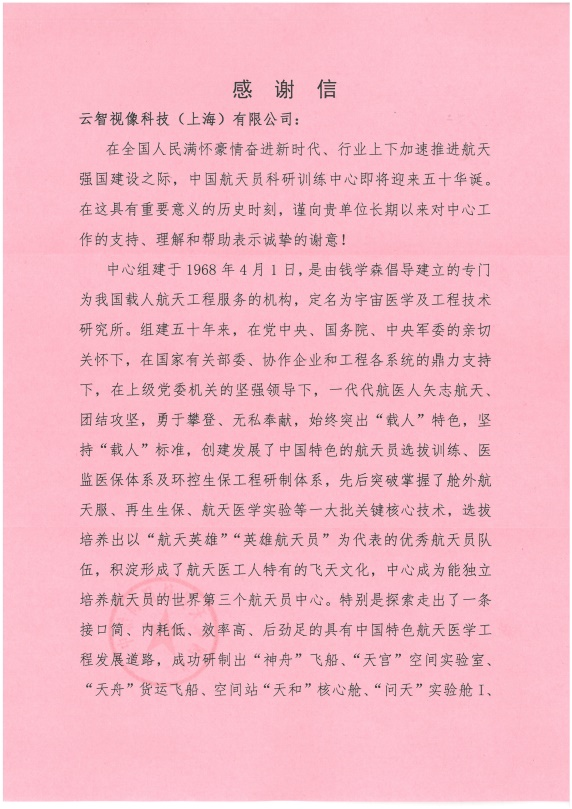 感 谢 信
云智视像科技（上海）有限公司：
在全国人民满怀豪情奋进新时代、行业上下加速推进航天
强国建设之际，中国航天员科研训练中心即将迎来五十华诞。
在这具有重要意义的历史时刻，谨向贵单位长期以来对中心工
作的支持、理解和帮助表示诚挚的谢意！
中心组建于 1968 年 4 月 1 日，是由钱学森倡导建立的专门
为我国载人航天工程服务的机构，定名为宇宙医学及工程技术
研究所。组建五十年来，在党中央、国务院、中央军委的亲切
关怀下，在国家有关部委、协作企业和工程各系统的鼎力支持
下，在上级党委机关的坚强领导下，一代代航医人矢志航天、
团结攻坚，勇于攀登、无私奉献，始终突出“载人”特色，坚
持“载人”标准，创建发展了中国特色的航天员选拔训练、医
监医保体系及环控生保工程研制体系，先后突破掌握了舱外航
天服、再生生保、航天医学实验等一大批关键核心技术，选拔
培养出以“航天英雄”“英雄航天员”为代表的优秀航天员队
伍，积淀形成了航天医工人特有的飞天文化，中心成为能独立
培养航天员的世界第三个航天员中心。特别是探索走出了一条
接口简、内耗低、效率高、后劲足的具有中国特色航天医学工
程发展道路，成功研制出“神舟”飞船、“天宫”空间实验室、
“天舟”货运飞船、空间站“天和”核心舱、“问天”实验舱 I、